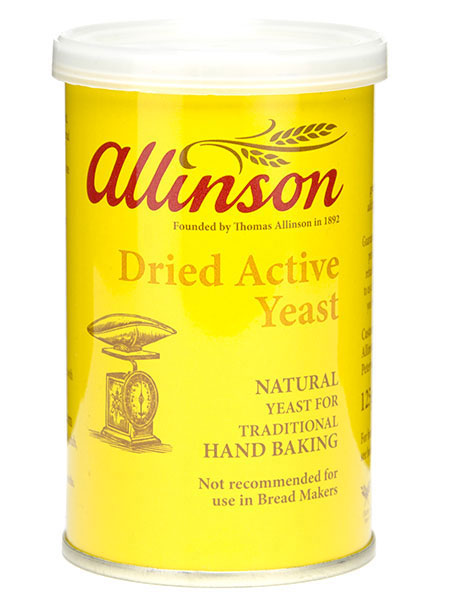 allinson
Founded by Thomas Allinson in 1892
Dried Active
Yeast
NATURAL
YEAST FOR
TRADITIONAL
HAND BAKING
Not recommended for
use in Bread Makers